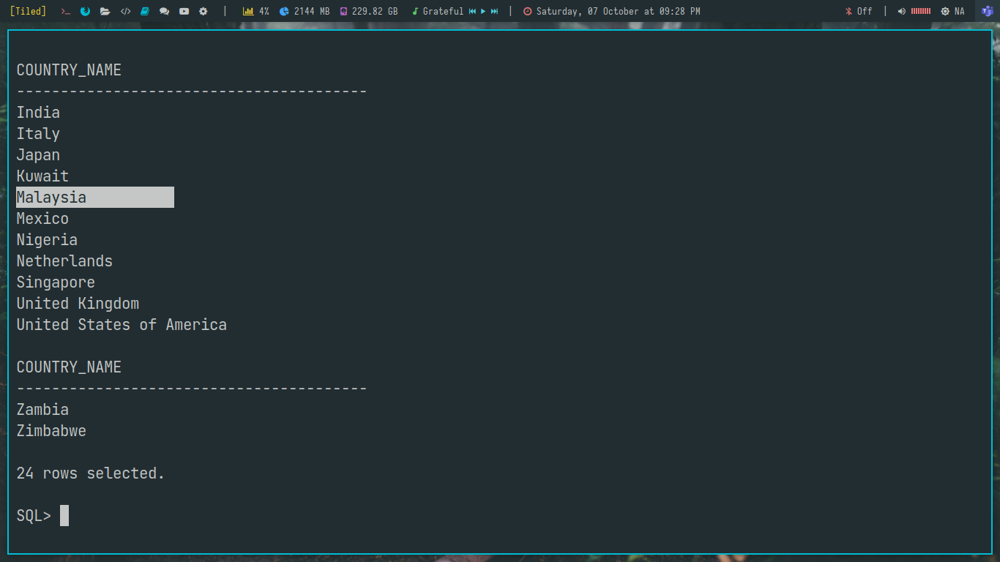 [Tiled] | 4% 2144 MB 229.82 GB Grateful | Saturday, 07 October at 09:28 PM Off | NA
COUNTRY_NAME
----------------------------------------
India
Italy
Japan
Kuwait
Malaysia
Mexico
Nigeria
Netherlands
Singapore
United Kingdom
United States of America
COUNTRY_NAME
----------------------------------------
Zambia
Zimbabwe
24 rows selected.
SQL>